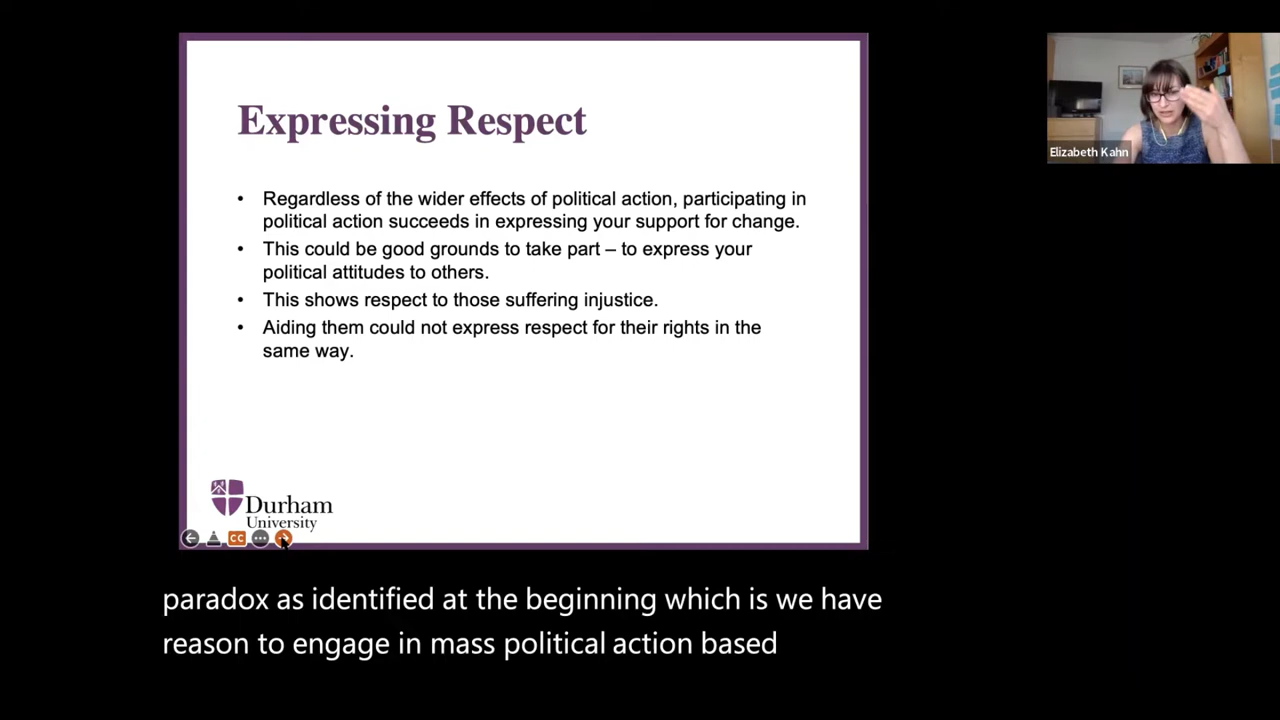 Expressing Respect
• Regardless of the wider effects of political action, participating in
political action succeeds in expressing your support for change.
• This could be good grounds to take part – to express your
political attitudes to others.
• This shows respect to those suffering injustice.
• Aiding them could not express respect for their rights in the
same way.
Durham
University
CC
Elizabeth Kahn
paradox as identified at the beginning which is we have
reason to engage in mass political action based